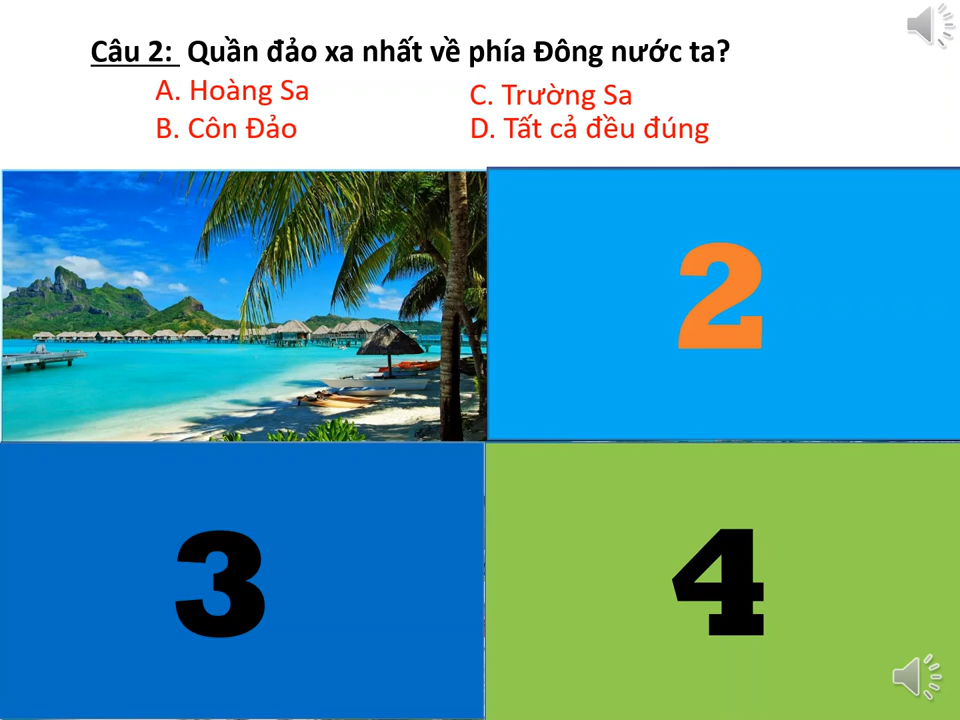 Câu 2: Quần đảo xa nhất về phía Đông nước ta?
A. Hoàng Sa
B. Côn Đảo
C. Trường Sa
D. Tất cả đều đúng
2
3
4